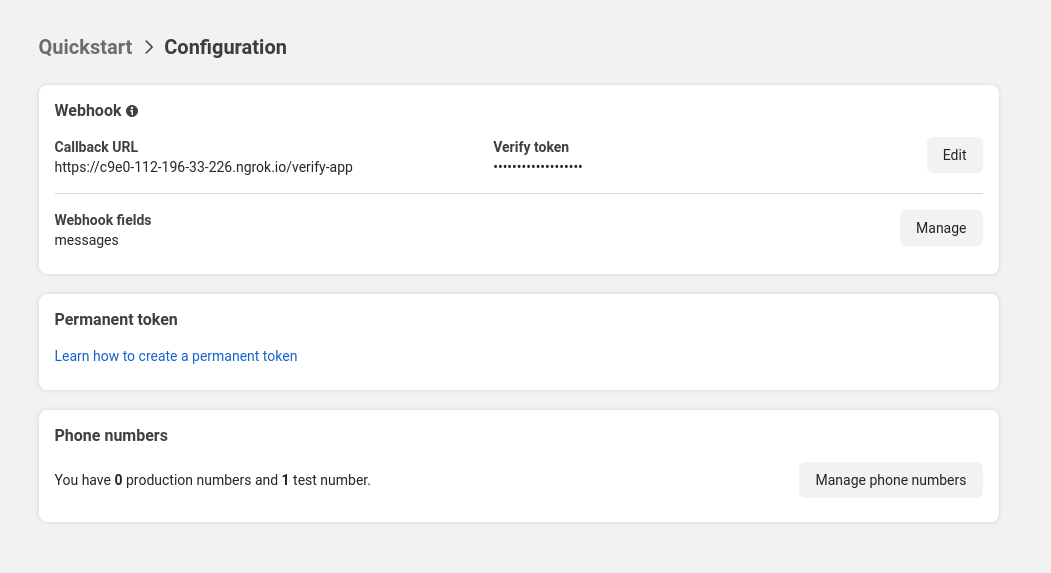 Quickstart > Configuration
Webhook
Callback URL
https://c9e0-112-196-33-226.ngrok.io/verify-app
Verify token
•••••••••••••••••••
Edit
Webhook fields
messages
Manage
Permanent token
Learn how to create a permanent token
Phone numbers
You have 0 production numbers and 1 test number.
Manage phone numbers